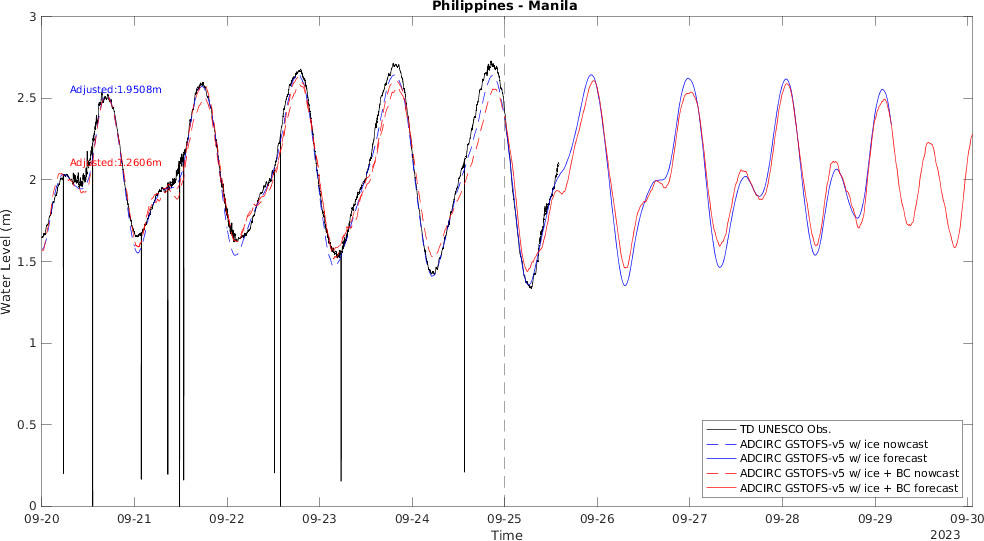 Philippines - Manila
3
2.5
2
1.5
1
0.5
0
Water Level (m)
Adjusted:1.9508m
Adjusted:1.2606m
TD UNESCO Obs.
ADCIRC GSTOFS-v5 w/ ice nowcast
ADCIRC GSTOFS-v5 w/ ice forecast
ADCIRC GSTOFS-v5 w/ ice + BC nowcast
ADCIRC GSTOFS-v5 w/ ice + BC forecast
09-20 09-21 09-22 09-23 09-24 09-25 09-26 09-27 09-28 09-29 09-30
Time
2023